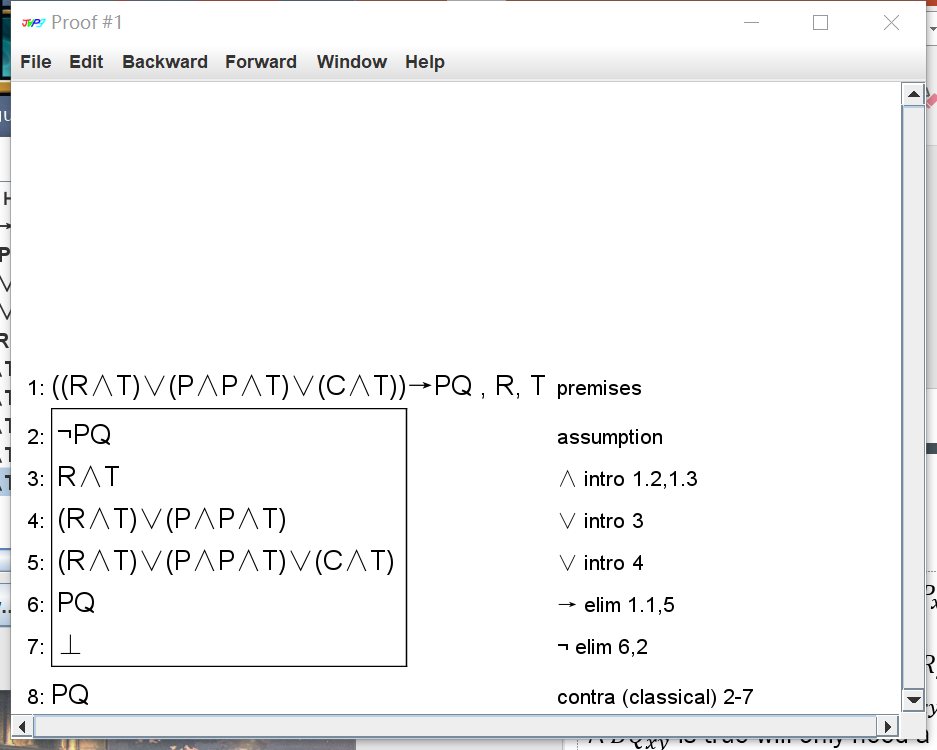 Proof #1
File Edit Backward Forward Window Help
1: ((R∧T)∨(P∧P∧T)∨(C∧T))→PQ , R, T premises
2: ¬PQ assumption
3: R∧T ∧ intro 1.2,1.3
4: (R∧T)∨(P∧P∧T) ∨ intro 3
5: (R∧T)∨(P∧P∧T)∨(C∧T) ∨ intro 4
6: PQ → elim 1.1,5
7: ⊥ ¬ elim 6,2
8: PQ contra (classical) 2-7